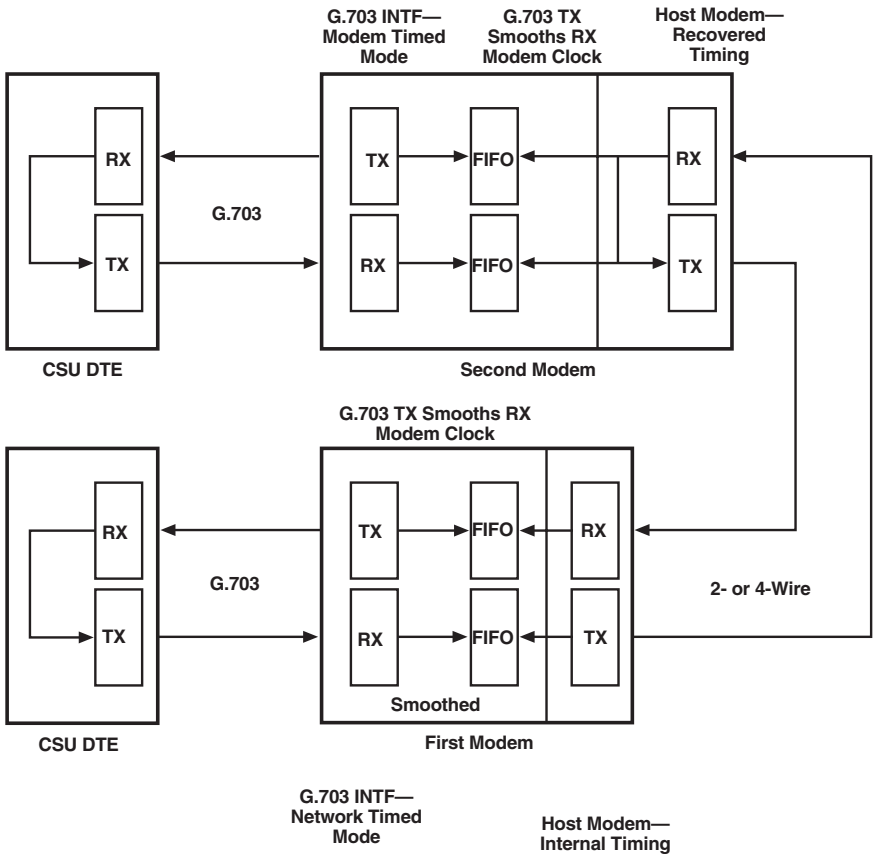 G.703 INTF—
Modem Timed
Mode
G.703 TX
Smooths RX
Modem Clock
Host Modem—
Recovered
Timing
RX
TX
FIFO
RX
G.703
TX
RX
FIFO
TX
CSU DTE
Second Modem
G.703 TX Smooths RX
Modem Clock
RX
TX
FIFO
RX
G.703
2- or 4-Wire
TX
RX
FIFO
TX
Smoothed
CSU DTE
First Modem
G.703 INTF—
Network Timed
Mode
Host Modem—
Internal Timing